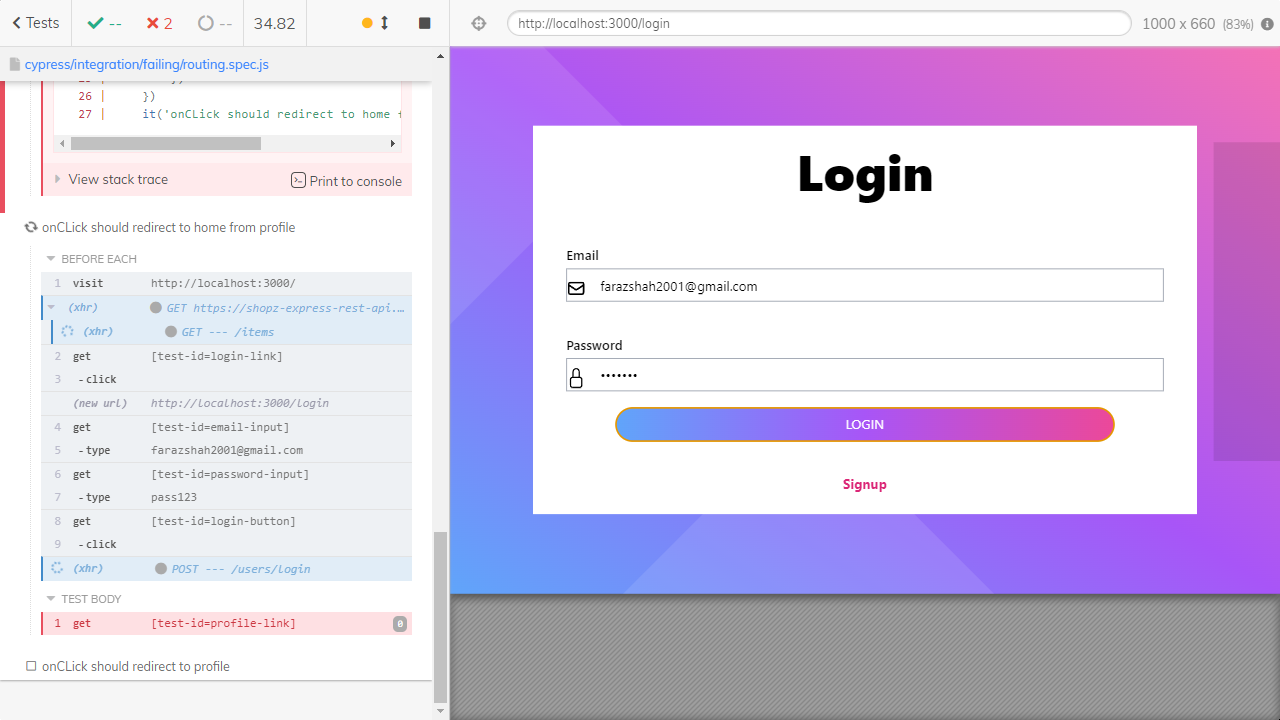 Tests
--
2
--
34.82
http://localhost:3000/login
1000 x 660 (83%)
cypress/integration/failing/routing.spec.js
26 | })
27 | it('onCLick should redirect to home
View stack trace
Print to console
onCLick should redirect to home from profile
BEFORE EACH
1 visit http://localhost:3000/
(xhr) GET https://shopz-express-rest-api.…
(xhr) GET --- /items
2 get [test-id=login-link]
3 -click
(new url) http://localhost:3000/login
4 get [test-id=email-input]
5 -type farazshah2001@gmail.com
6 get [test-id=password-input]
7 -type pass123
8 get [test-id=login-button]
9 -click
(xhr) POST --- /users/login
TEST BODY
1 get [test-id=profile-link] 0
onCLick should redirect to profile
Login
Email
farazshah2001@gmail.com
Password
•••••••
LOGIN
Signup